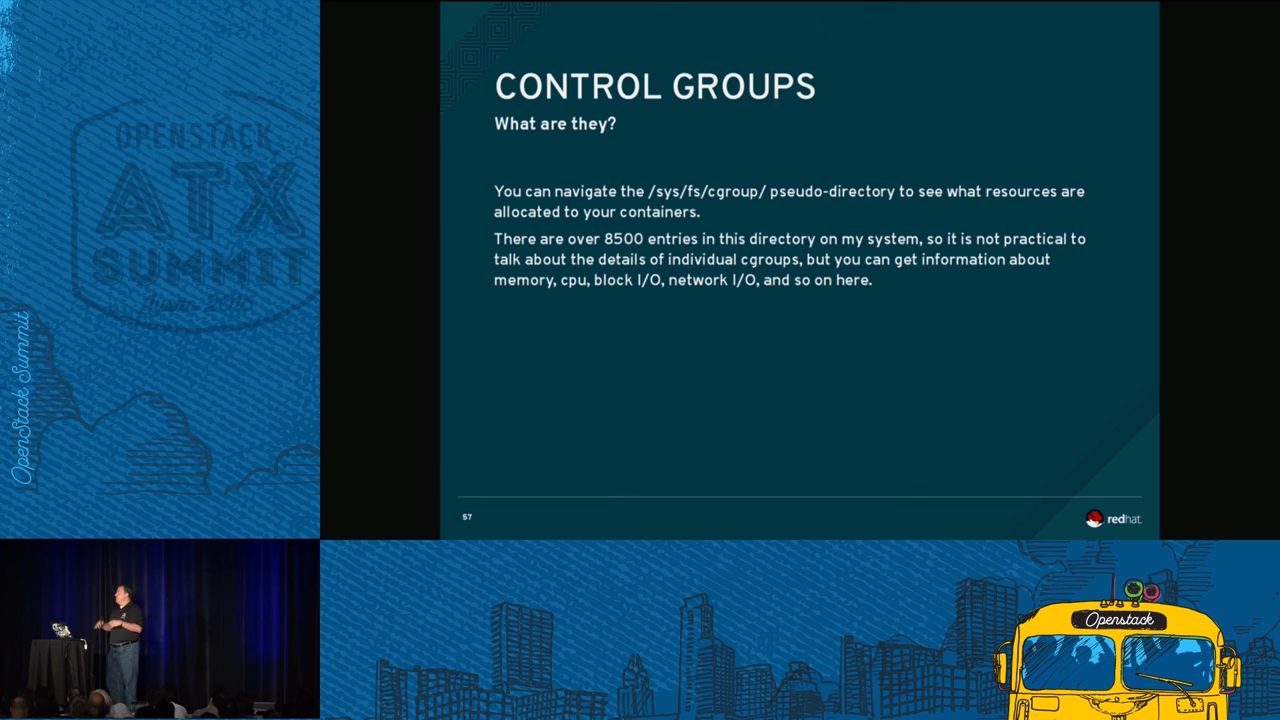 OPENSTACK
ATX
SUMMIT
Austin 2016
OpenStack Summit
CONTROL GROUPS
What are they?
You can navigate the /sys/fs/cgroup/ pseudo-directory to see what resources are
allocated to your containers.
There are over 8500 entries in this directory on my system, so it is not practical to
talk about the details of individual cgroups, but you can get information about
memory, cpu, block I/O, network I/O, and so on here.
57
redhat.
Openstack